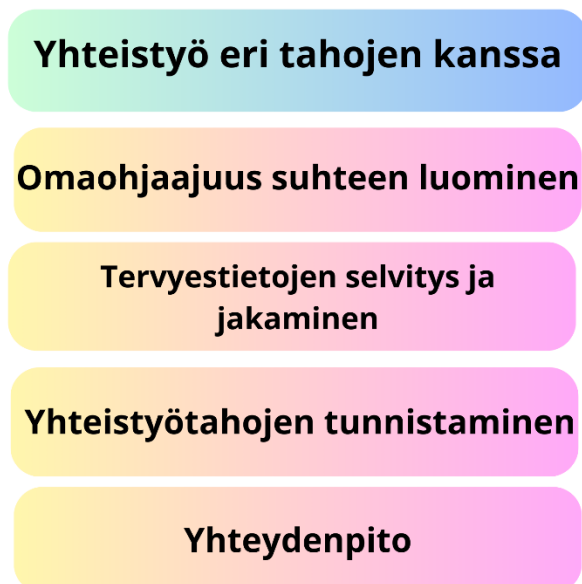 Yhteistyö eri tahojen kanssa
Omaohjaajuus suhteen luominen
Tervyestietojen selvitys ja
jakaminen
Yhteistyötahojen tunnistaminen
Yhteydenpito